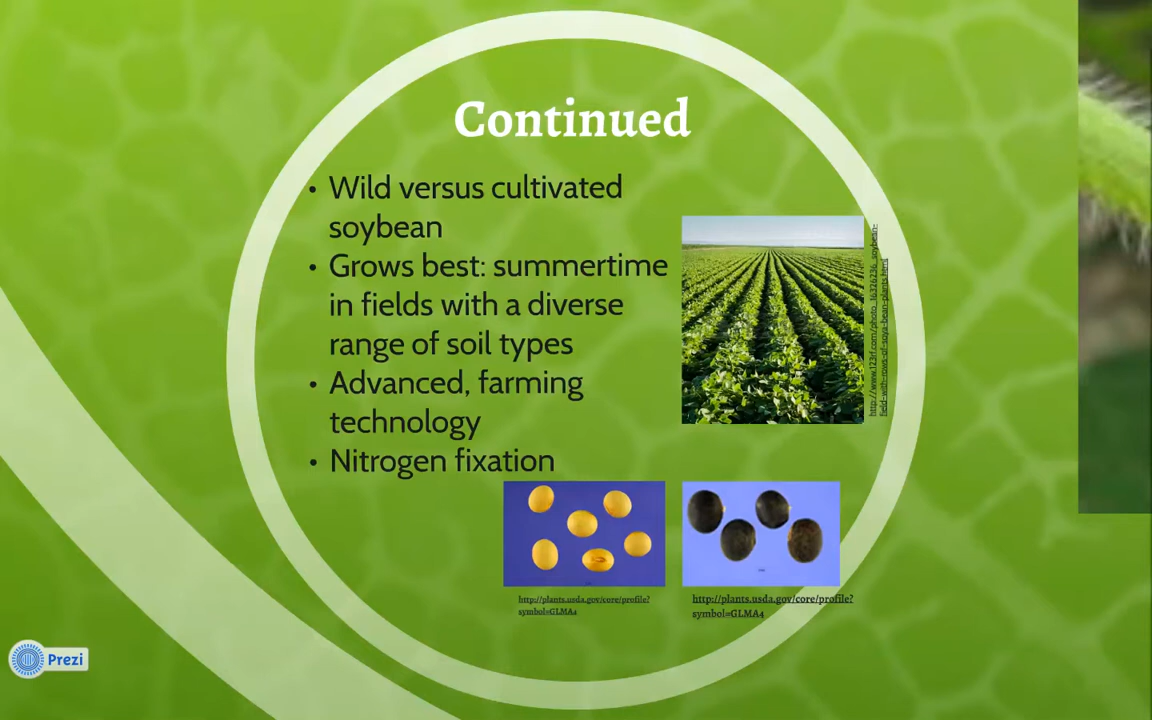 Continued
• Wild versus cultivated
soybean
• Grows best: summertime
in fields with a diverse
range of soil types
• Advanced, farming
technology
• Nitrogen fixation
http://www.123rf.com/photo_16326236_soybean-
field-with-rows-of-soya-bean-plants.html
http://plants.usda.gov/core/profile?
symbol=GLMA4
http://plants.usda.gov/core/profile?
symbol=GLMA4
Prezi